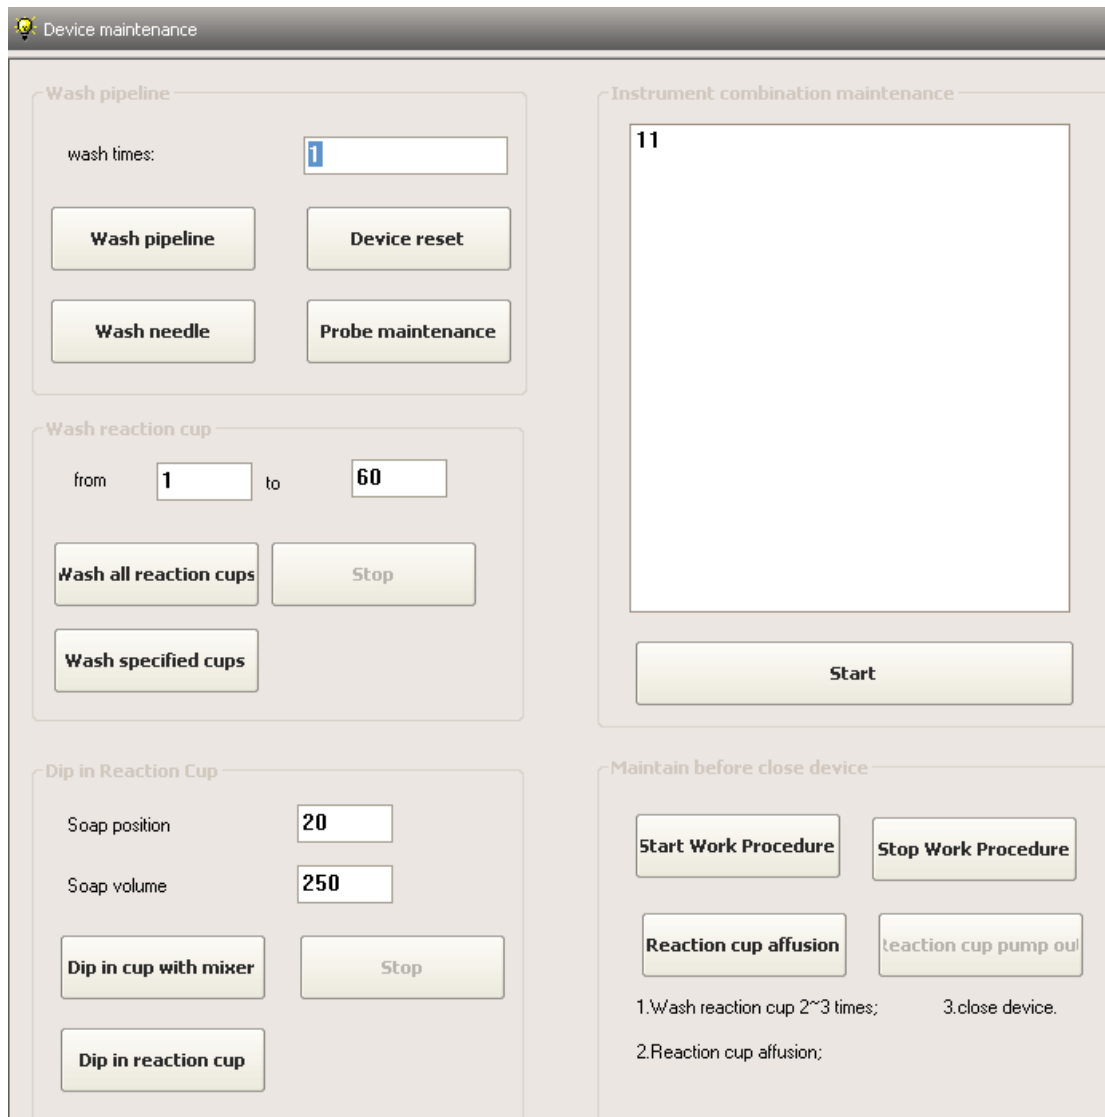 Device maintenance
Wash pipeline
wash times:
1
Wash pipeline
Device reset
Wash needle
Probe maintenance
Wash reaction cup
from
1
to
60
Wash all reaction cups
Stop
Wash specified cups
Dip in Reaction Cup
Soap position
20
Soap volume
250
Dip in cup with mixer
Stop
Dip in reaction cup
Instrument combination maintenance
11
Start
Maintain before close device
Start Work Procedure
Stop Work Procedure
Reaction cup affusion
Reaction cup pump out
1.Wash reaction cup 2~3 times;
3.close device.
2.Reaction cup affusion;